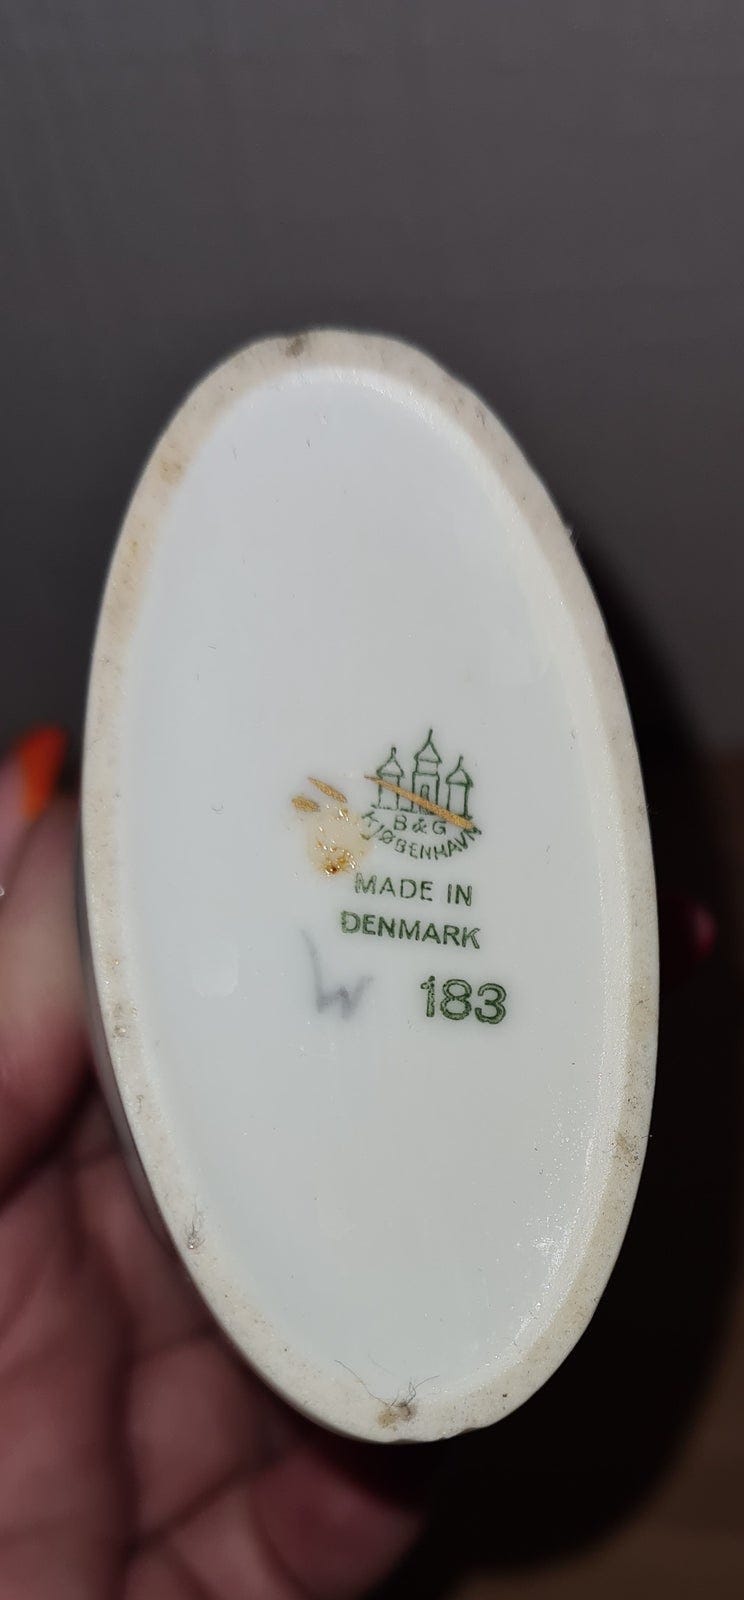 B&G
KJØBENHAVN
MADE IN
DENMARK
W 183